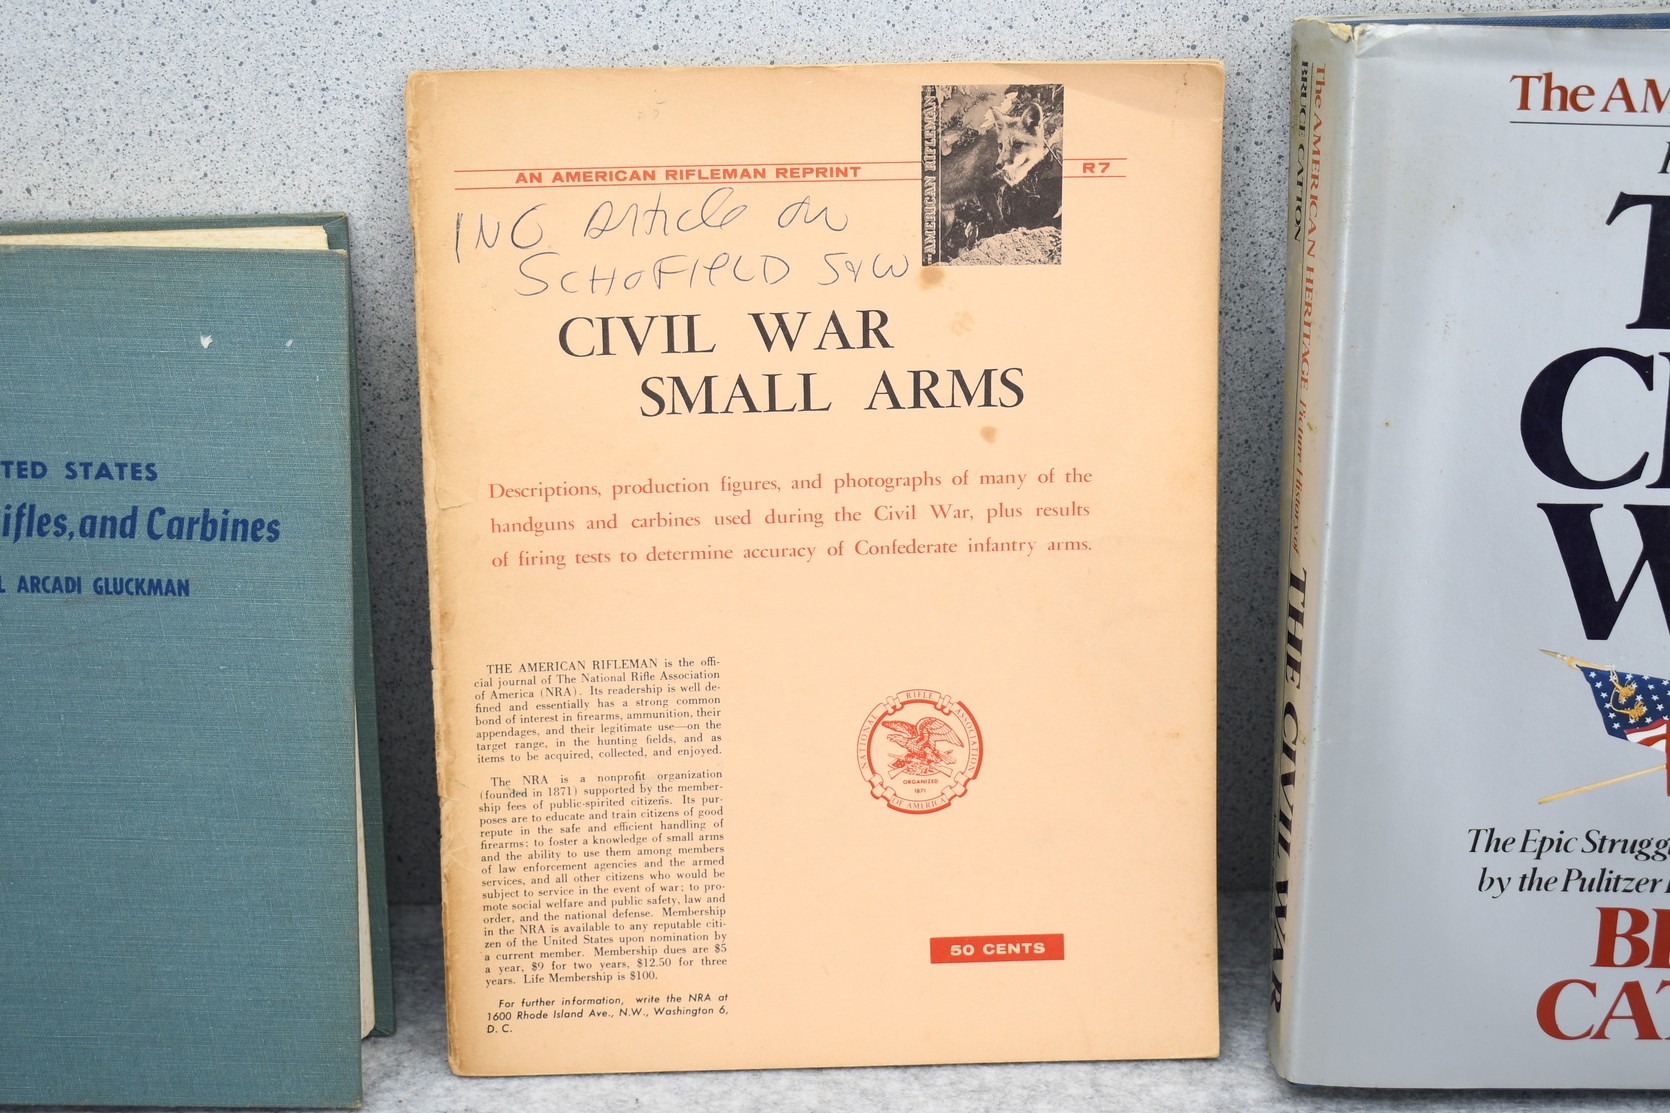 TED STATES
ifles, and Carbines
ARCADI GLUCKMAN
AN AMERICAN RIFLEMAN REPRINT
R7
THE AMERICAN RIFLEMAN
ING Article on
SCHOFIELD S&W
CIVIL WAR
SMALL ARMS
Descriptions, production figures, and photographs of many of the
handguns and carbines used during the Civil War, plus results
of firing tests to determine accuracy of Confederate infantry arms.
THE AMERICAN RIFLEMAN is the offi-
cial journal of The National Rifle Association
of America (NRA). Its readership is well de-
fined and essentially has a strong common
bond of interest in firearms, ammunition, their
appendages, and their legitimate use—on the
target range, in the hunting fields, and as
items to be acquired, collected, and enjoyed.
The NRA is a nonprofit organization
(founded in 1871) supported by the member-
ship fees of public-spirited citizens. Its pur-
poses are to educate and train citizens of good
repute in the safe and efficient handling of
firearms; to foster a knowledge of small arms
and the ability to use them among members
of law enforcement agencies and the armed
services, and all other citizens who would be
subject to service in the event of war; to pro-
mote social welfare and public safety, law and
order, and the national defense. Membership
in the NRA is available to any reputable citi-
zen of the United States upon nomination by
a current member. Membership dues are $5
a year, $9 for two years, $12.50 for three
years. Life Membership is $100.
For further information, write the NRA at
1600 Rhode Island Ave., N.W., Washington 6,
D. C.
NATIONAL RIFLE ASSOCIATION
OF AMERICA
ORGANIZED
1871
50 CENTS
The AMERICAN HERITAGE Picture History of THE CIVIL WAR
BRUCE CATTON
The AM
T
CI
W
The Epic Strugg
by the Pulitzer
BR
CAT